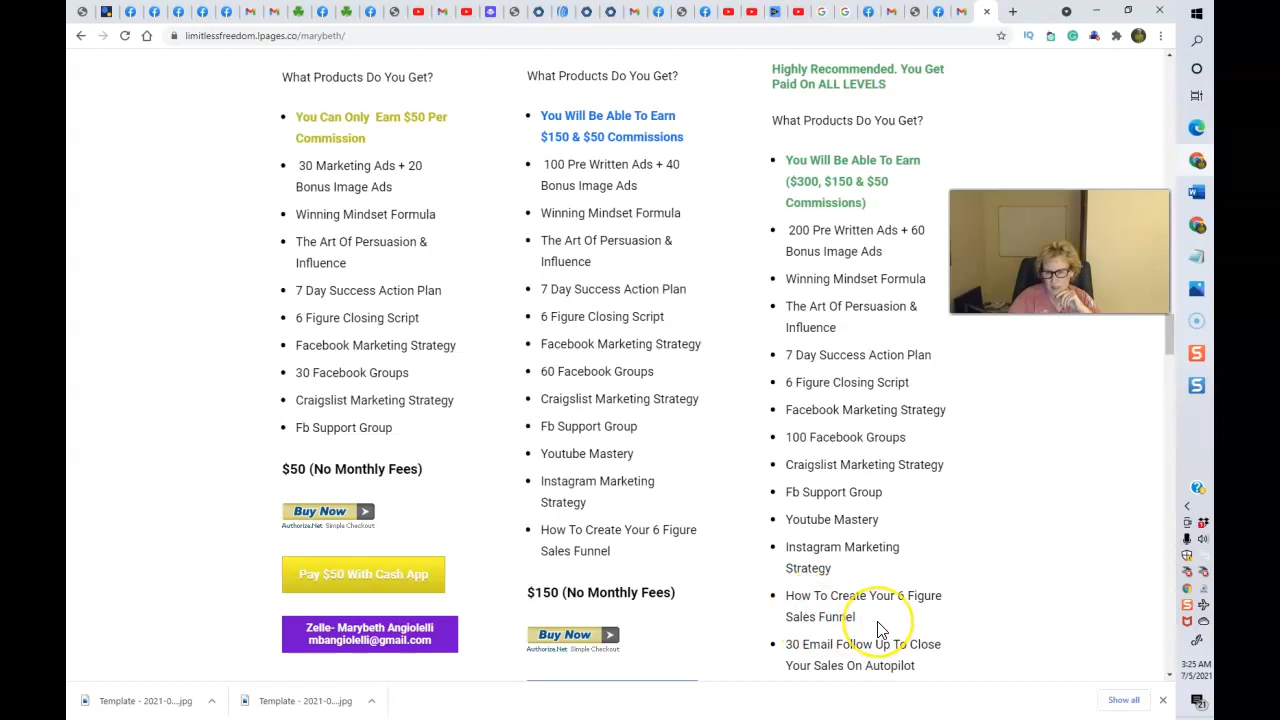 limitlessfreedom.lpages.co/marybeth/
What Products Do You Get?
You Can Only Earn $50 Per
Commission
30 Marketing Ads + 20
Bonus Image Ads
Winning Mindset Formula
The Art Of Persuasion &
Influence
7 Day Success Action Plan
6 Figure Closing Script
Facebook Marketing Strategy
30 Facebook Groups
Craigslist Marketing Strategy
Fb Support Group
$50 (No Monthly Fees)
Buy Now
Authorize.Net Simple Checkout
Pay $50 With Cash App
Zelle- Marybeth Angiolelli
mbangiolelli@gmail.com
What Products Do You Get?
You Will Be Able To Earn
$150 & $50 Commissions
100 Pre Written Ads + 40
Bonus Image Ads
Winning Mindset Formula
The Art Of Persuasion &
Influence
7 Day Success Action Plan
6 Figure Closing Script
Facebook Marketing Strategy
60 Facebook Groups
Craigslist Marketing Strategy
Fb Support Group
Youtube Mastery
Instagram Marketing
Strategy
How To Create Your 6 Figure
Sales Funnel
$150 (No Monthly Fees)
Buy Now
Authorize.Net Simple Checkout
Highly Recommended. You Get
Paid On ALL LEVELS
What Products Do You Get?
You Will Be Able To Earn
($300, $150 & $50
Commissions)
200 Pre Written Ads + 60
Bonus Image Ads
Winning Mindset Formula
The Art Of Persuasion &
Influence
7 Day Success Action Plan
6 Figure Closing Script
Facebook Marketing Strategy
100 Facebook Groups
Craigslist Marketing Strategy
Fb Support Group
Youtube Mastery
Instagram Marketing
Strategy
How To Create Your 6 Figure
Sales Funnel
30 Email Follow Up To Close
Your Sales On Autopilot
3:25 AM
7/5/2021
21
Template - 2021-0....jpg
Template - 2021-0....jpg
Show all